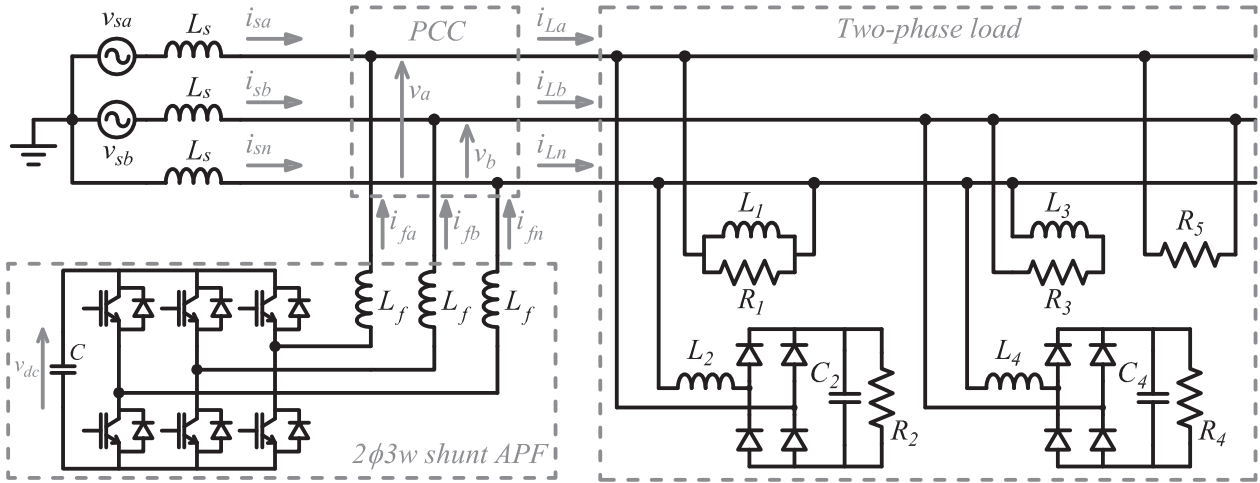 v_sa
L_s
i_sa
PCC
i_La
Two-phase load
v_a
L_s
i_sb
i_Lb
v_sb
L_s
i_sn
v_b
i_Ln
i_fa
i_fb
i_fn
L_1
R_1
L_3
R_3
R_5
L_f
L_f
L_f
v_dc
C
L_2
C_2
R_2
L_4
C_4
R_4
2ϕ3w shunt APF